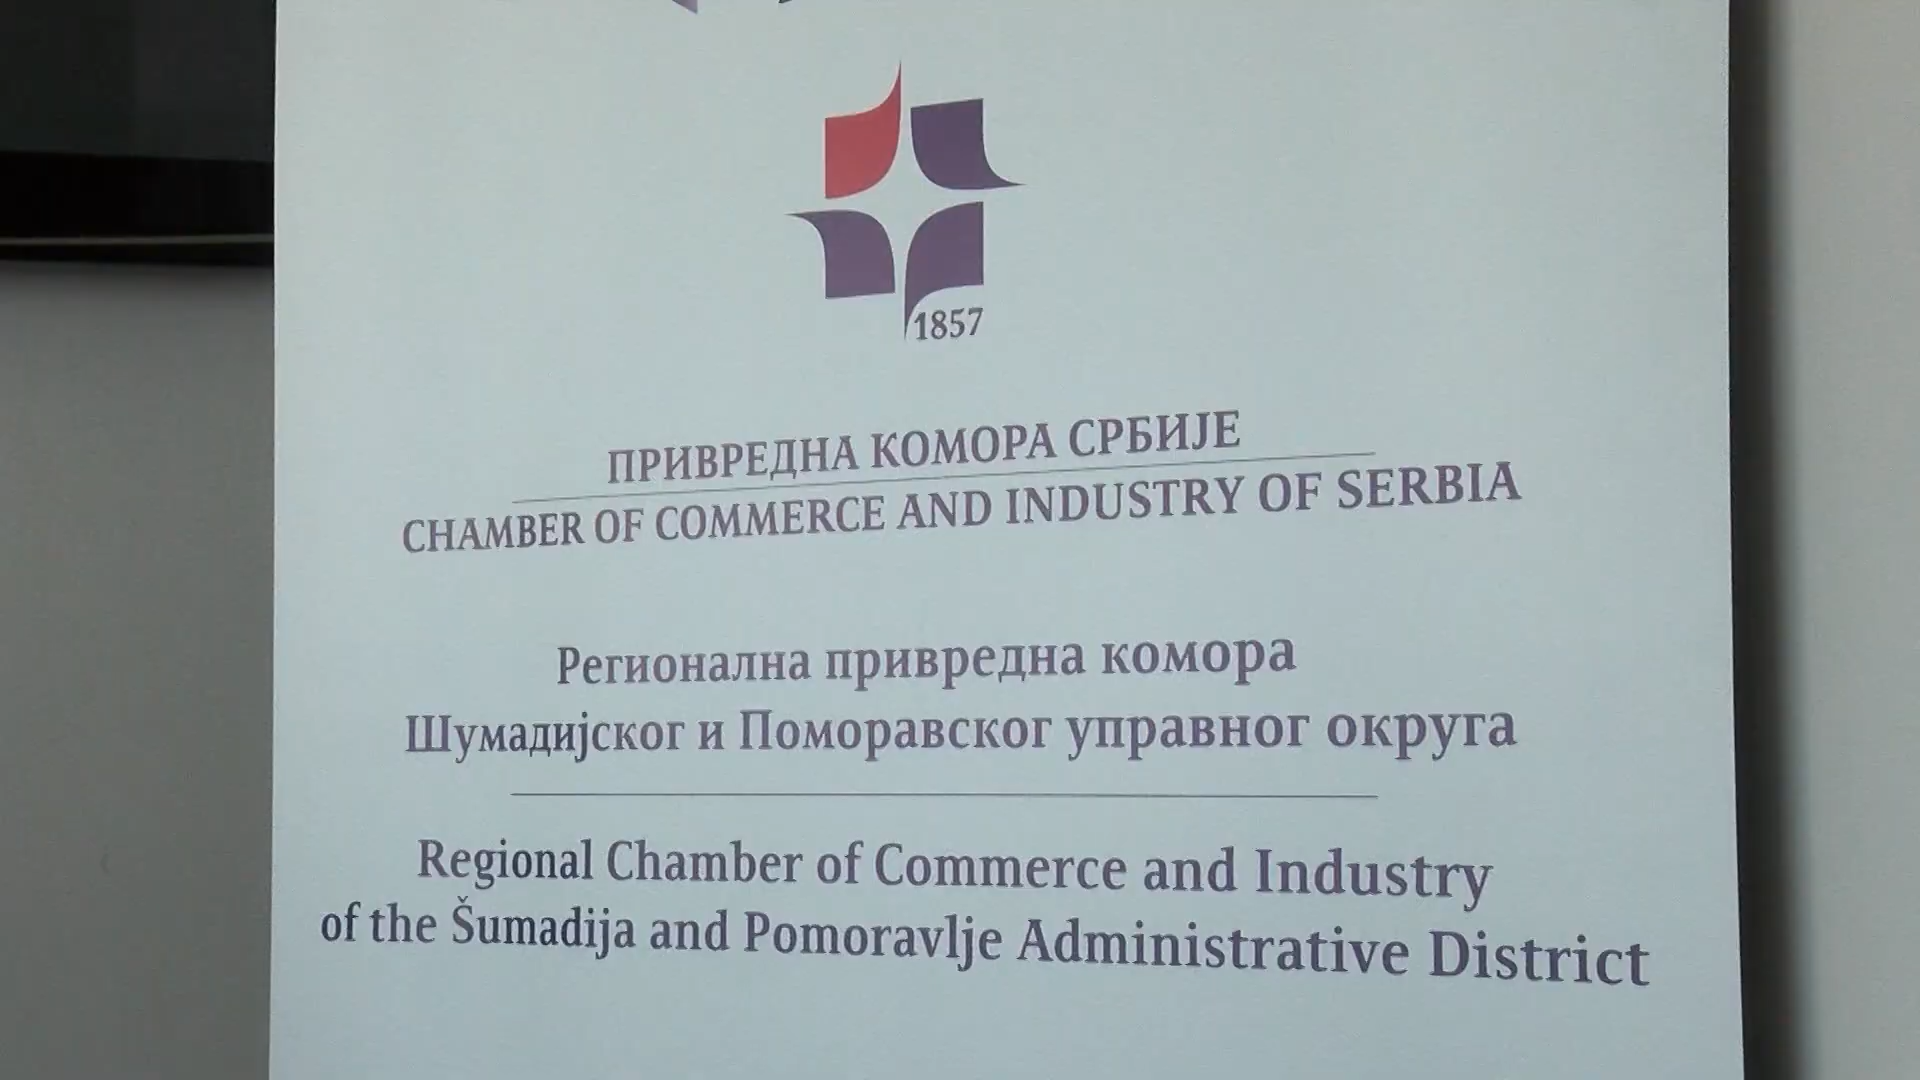 1857
ПРИВРЕДНА КОМОРА СРБИЈЕ
CHAMBER OF COMMERCE AND INDUSTRY OF SERBIA
Регионална привредна комора
Шумадијског и Поморавског управног округа
Regional Chamber of Commerce and Industry
of the Šumadija and Pomoravlje Administrative District